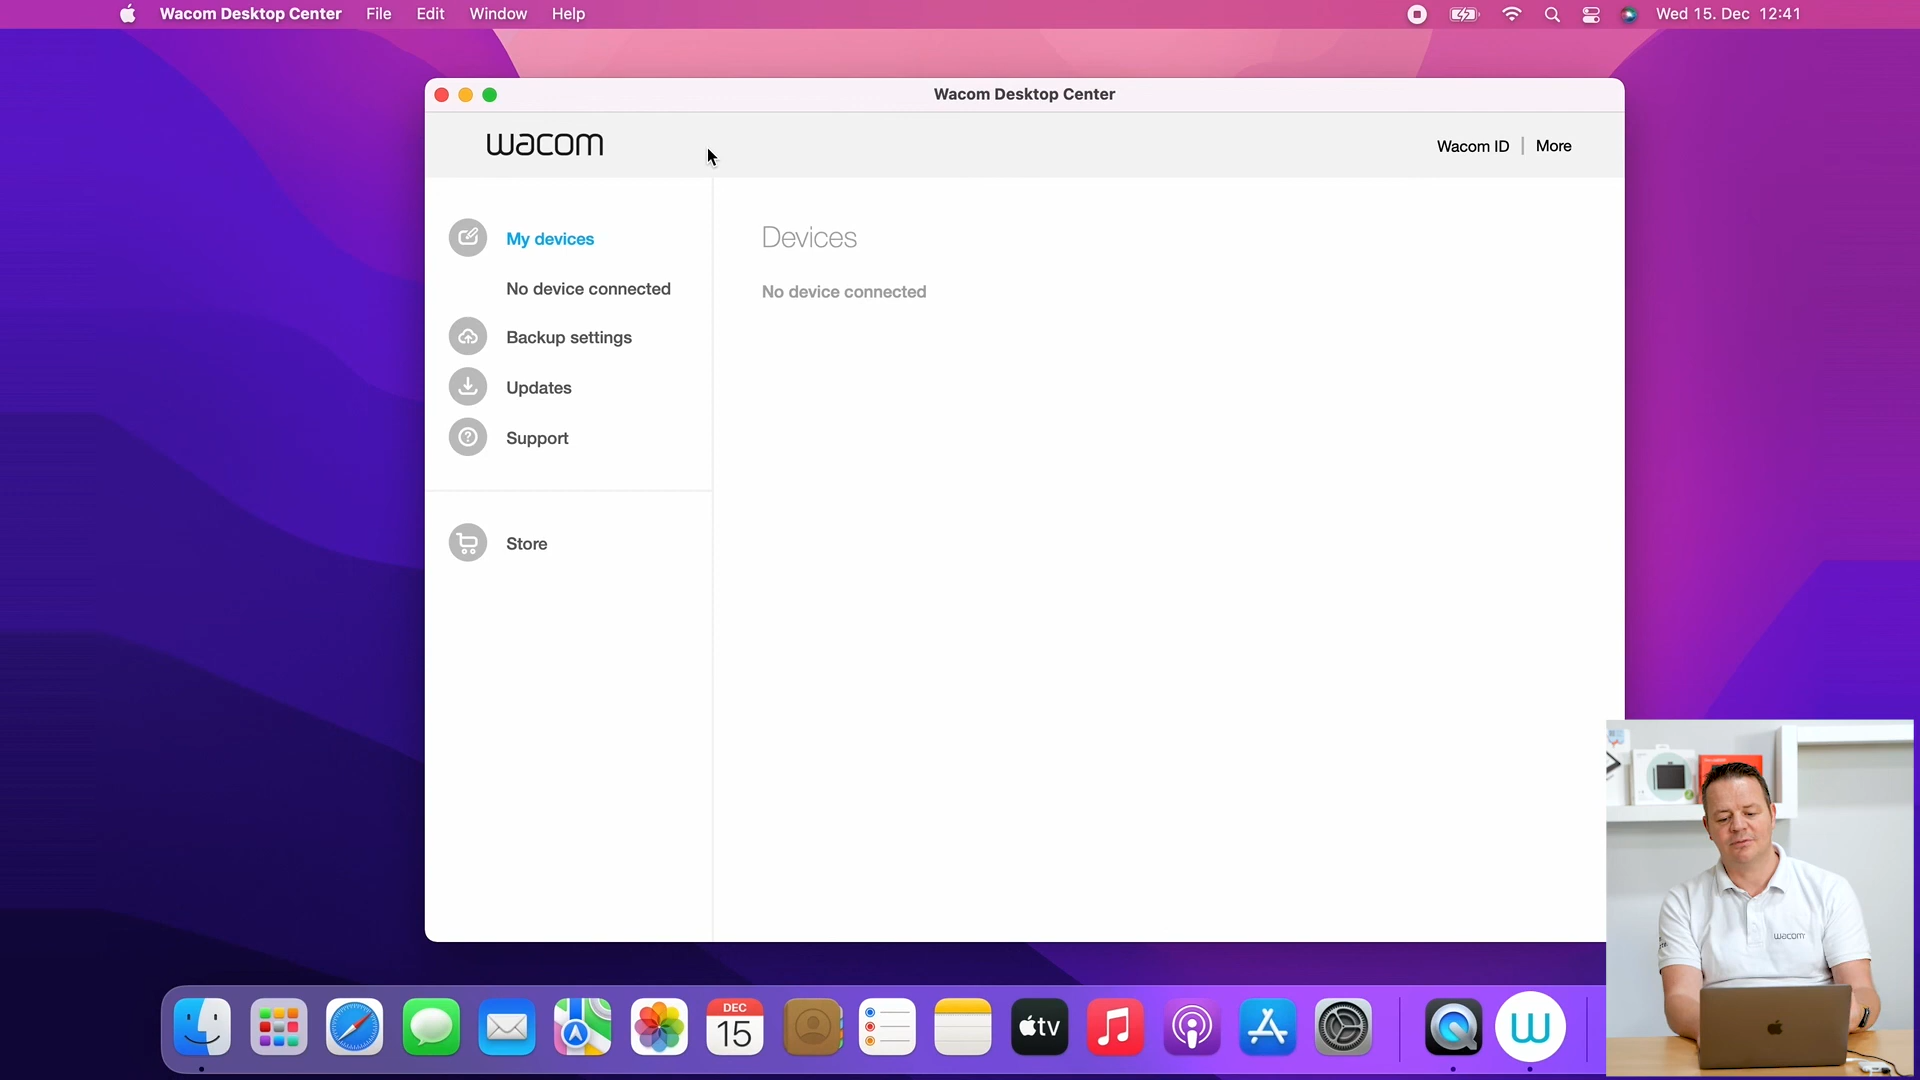 Wacom Desktop Center File Edit Window Help Wed 15. Dec 12:41
Wacom Desktop Center
wacom
Wacom ID | More
My devices
No device connected
Backup settings
Updates
Support
Store
Devices
No device connected
DEC
15
tv
W
wacom